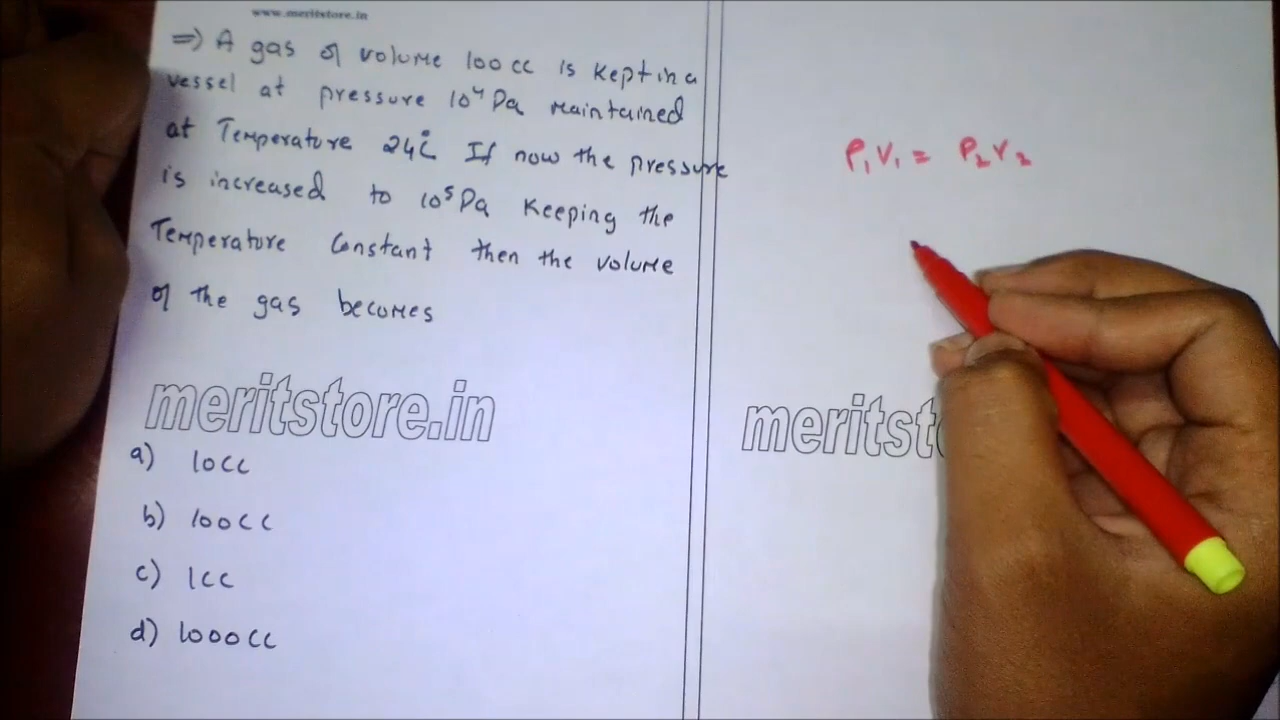 www.meritstore.in
⇒) A gas of volume 100cc is kept in a
vessel at pressure 10⁴ Pa maintained
at Temperature 24°C If now the pressure
is increased to 10⁵ Pa keeping the
Temperature Constant then the volume
of the gas becomes
meritstore.in
a) 10cc
b) 100cc
c) 1cc
d) 1000cc
P₁V₁ = P₂V₂
meritst